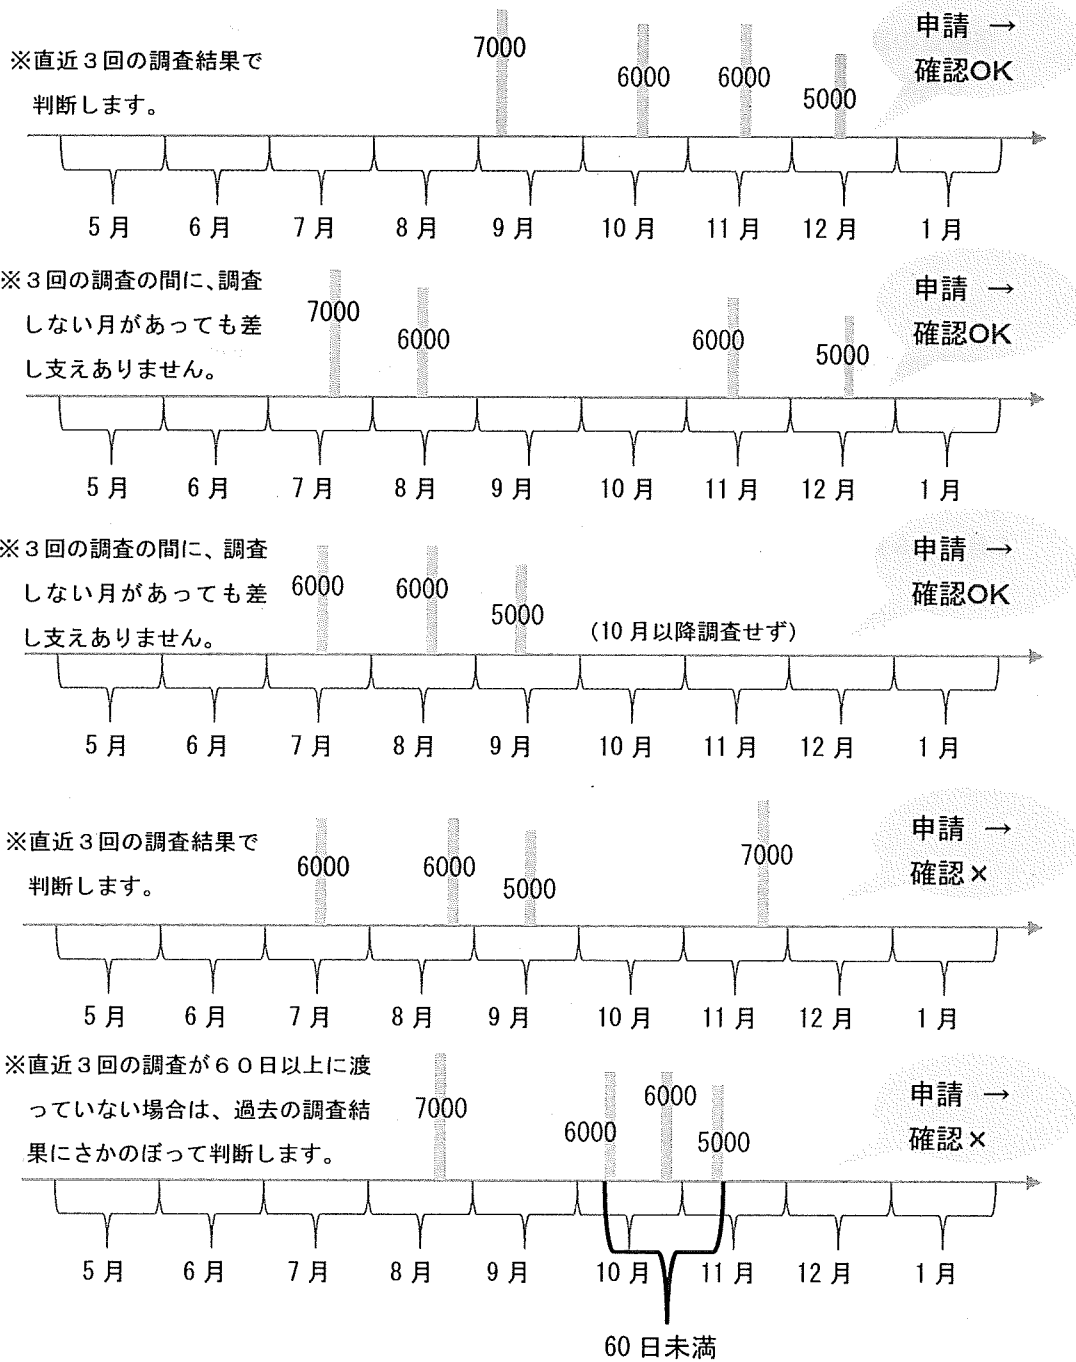 ※直近３回の調査結果で
判断します。
7000
6000
6000
5000
申請 →
確認OK
5月 6月 7月 8月 9月 10月 11月 12月 1月
※３回の調査の間に、調査
しない月があっても差
し支えありません。
7000
6000
6000
5000
申請 →
確認OK
5月 6月 7月 8月 9月 10月 11月 12月 1月
※３回の調査の間に、調査
しない月があっても差
し支えありません。
6000
6000
5000
(10月以降調査せず)
申請 →
確認OK
5月 6月 7月 8月 9月 10月 11月 12月 1月
※直近３回の調査結果で
判断します。
6000
6000
5000
7000
申請 →
確認×
5月 6月 7月 8月 9月 10月 11月 12月 1月
※直近３回の調査が６０日以上に渡
っていない場合は、過去の調査結
果にさかのぼって判断します。
7000
6000
6000
5000
申請 →
確認×
5月 6月 7月 8月 9月 10月 11月 12月 1月
60日未満